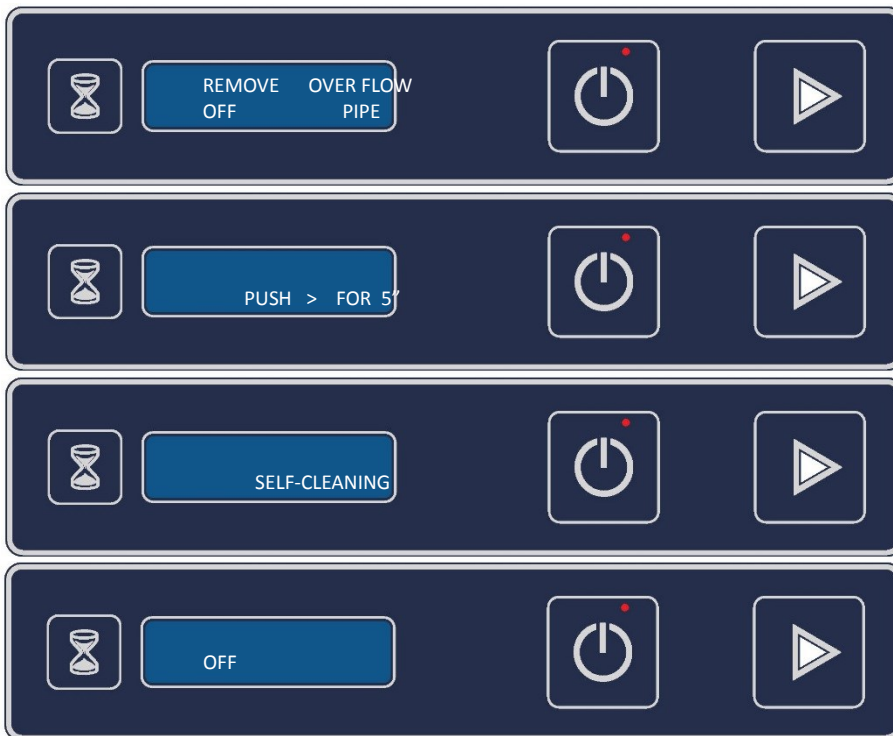 REMOVE OVER FLOW
OFF PIPE
PUSH > FOR 5”
SELF-CLEANING
OFF